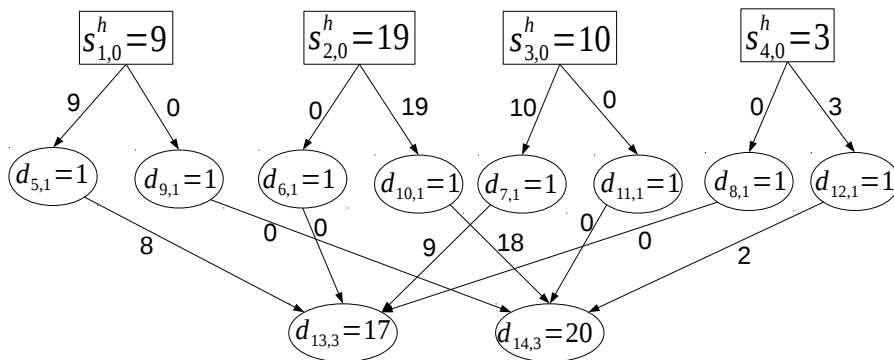 s^h_{1,0}=9 s^h_{2,0}=19 s^h_{3,0}=10 s^h_{4,0}=3
9 0 0 19 10 0 0 3
d_{5,1}=1 d_{9,1}=1 d_{6,1}=1 d_{10,1}=1 d_{7,1}=1 d_{11,1}=1 d_{8,1}=1 d_{12,1}=1
8 0 0 9 18 0 0 2
d_{13,3}=17 d_{14,3}=20